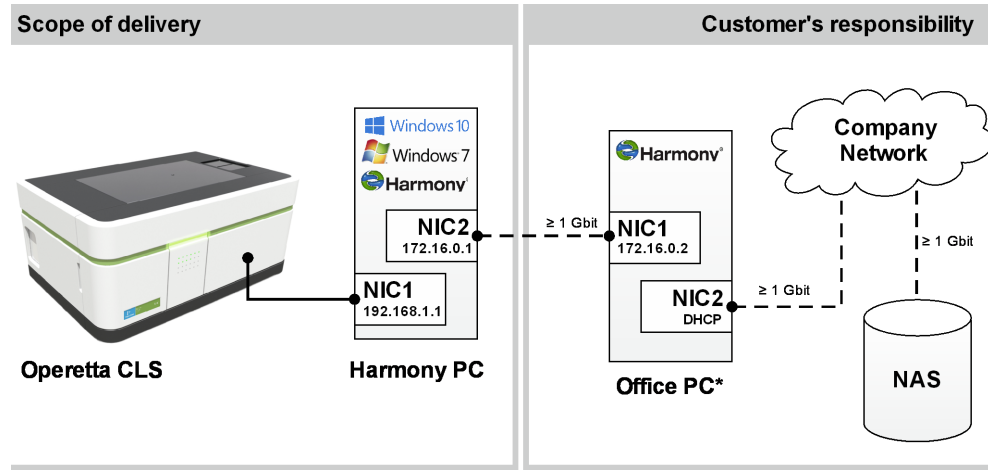 Scope of delivery
Customer's responsibility
Windows 10
Windows 7
Harmony
NIC2
172.16.0.1
NIC1
192.168.1.1
Operetta CLS
Harmony PC
≥ 1 Gbit
Harmony
NIC1
172.16.0.2
NIC2
DHCP
Office PC*
≥ 1 Gbit
Company
Network
≥ 1 Gbit
NAS